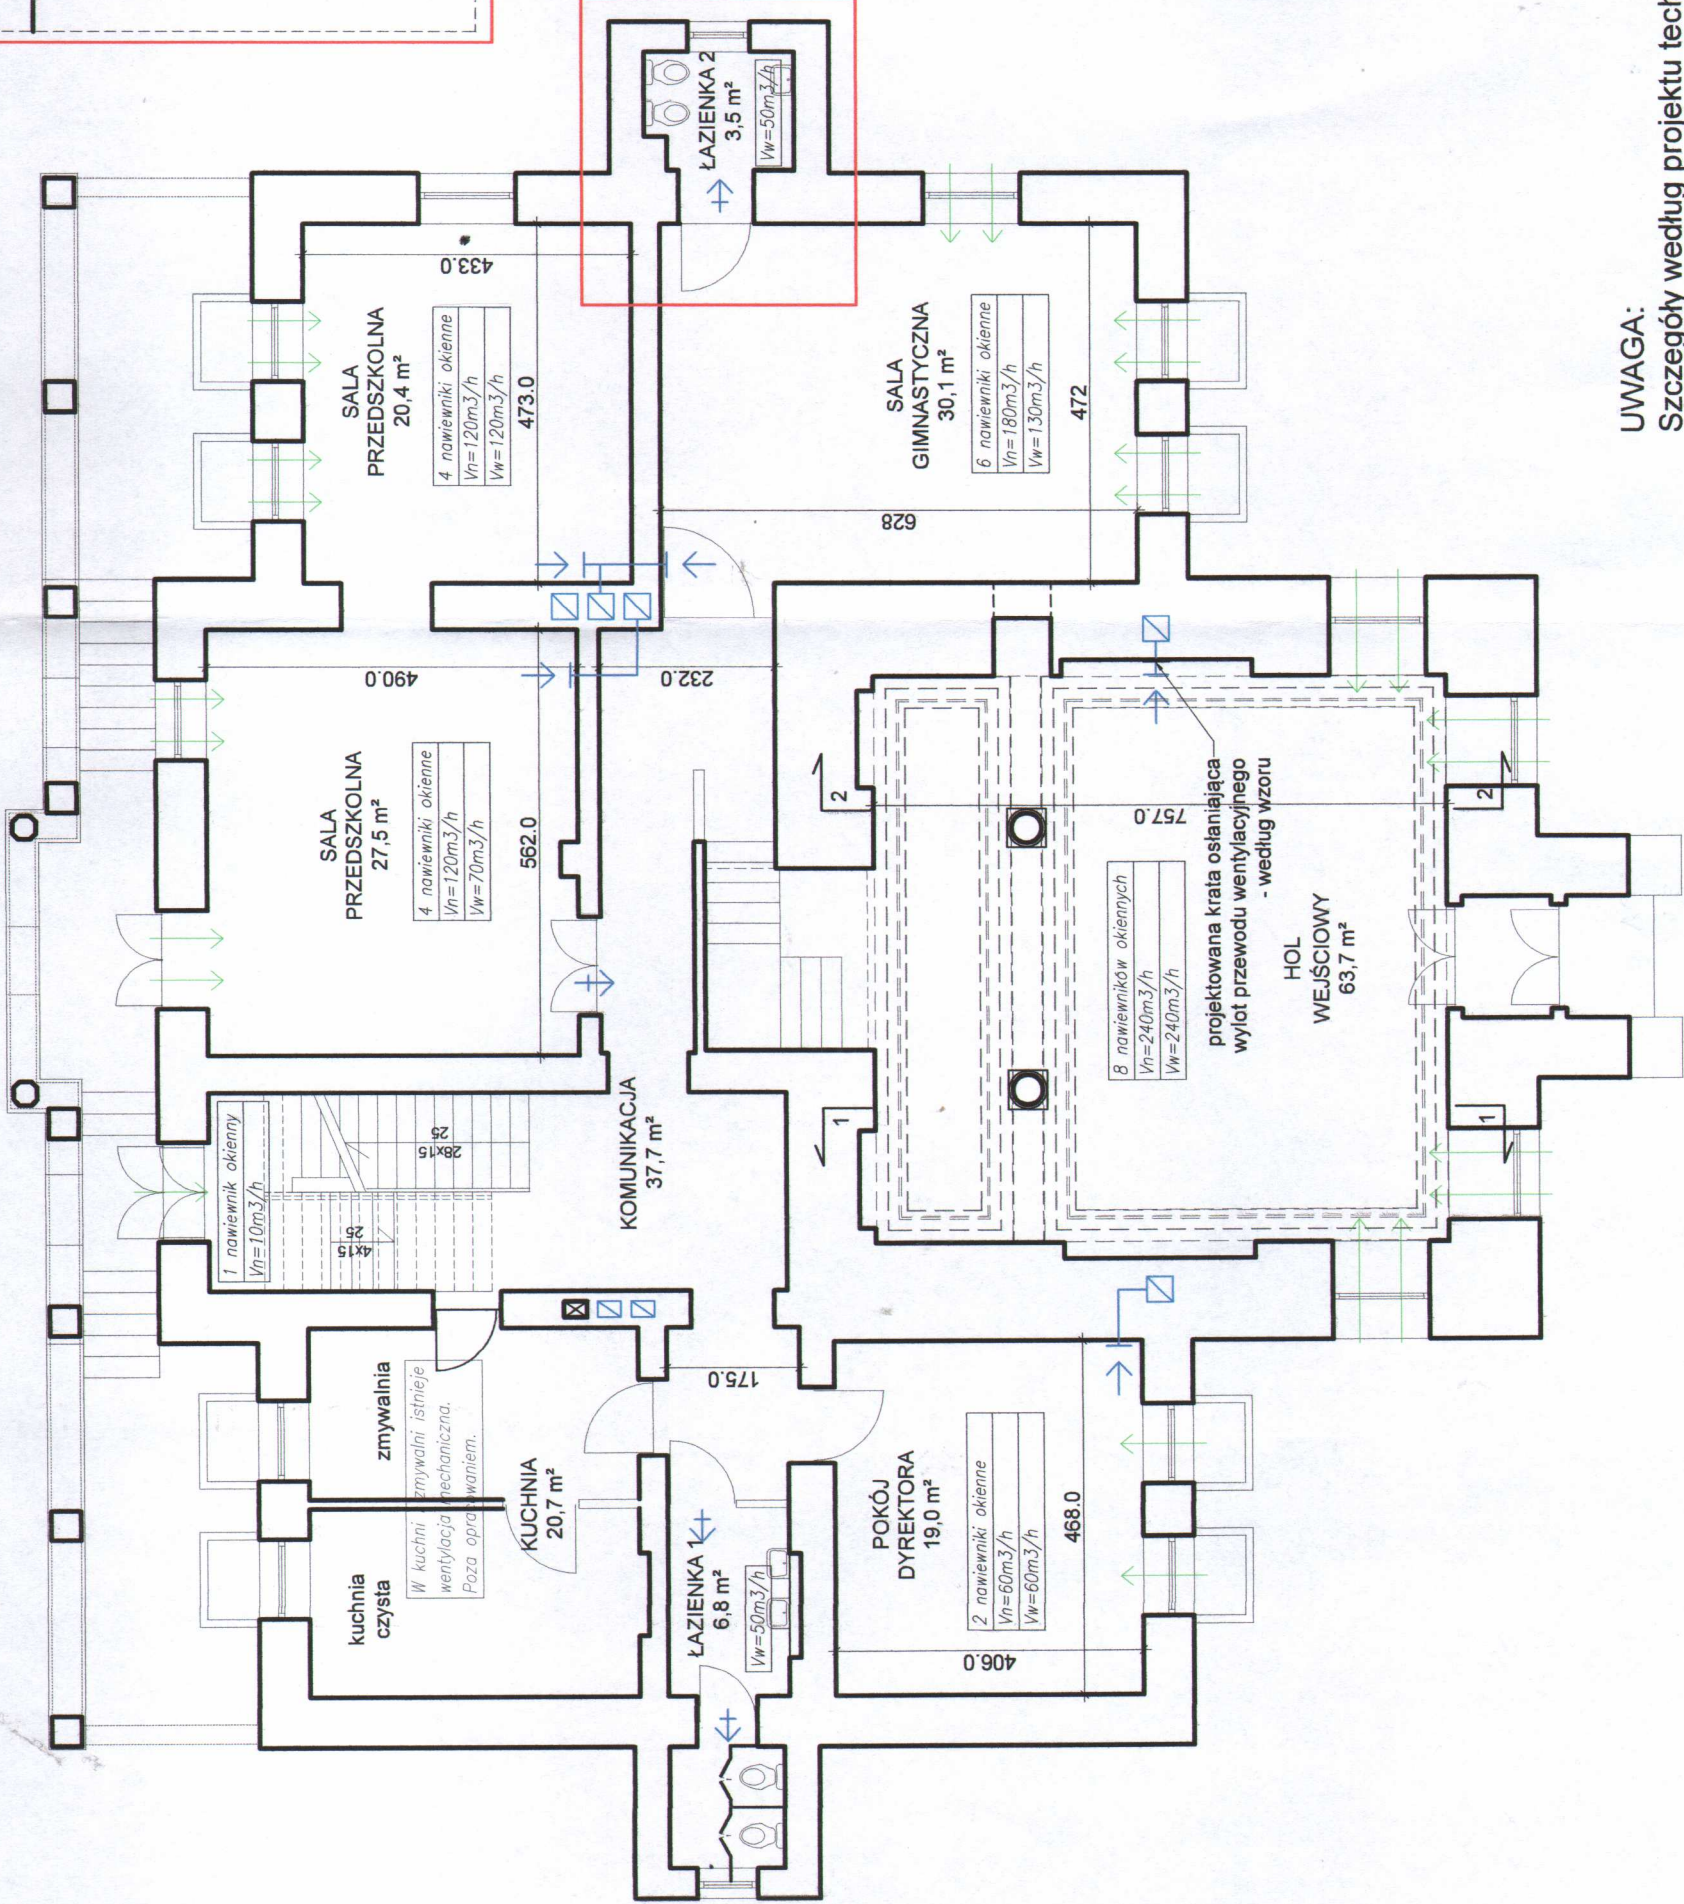 ŁAZIENKA 2
3,5 m²
Vw=50m3/h
SALA
PRZEDSZKOLNA
20,4 m²
4 nawiewniki okienne
Vn=120m3/h
Vw=120m3/h
473.0
433.0
SALA
GIMNASTYCZNA
30,1 m²
6 nawiewniki okienne
Vn=180m3/h
Vw=130m3/h
472
628
SALA
PRZEDSZKOLNA
27,5 m²
4 nawiewniki okienne
Vn=120m3/h
Vw=70m3/h
562.0
490.0
232.0
2
2
757.0
projektowana krata osłaniająca
wylot przewodu wentylacyjnego
- według wzoru
8 nawiewników okiennych
Vn=240m3/h
Vw=240m3/h
HOL
WEJŚCIOWY
63,7 m²
1
1
KOMUNIKACJA
37,7 m²
1 nawiewnik okienny
Vn=10m3/h
28x15
25
4x15
25
175.0
zmywalnia
kuchnia
czysta
W kuchni i zmywalni istnieje
wentylacja mechaniczna.
Poza opracowaniem.
KUCHNIA
20,7 m²
ŁAZIENKA 1
6,8 m²
Vw=50m3/h
POKÓJ
DYREKTORA
19,0 m²
2 nawiewniki okienne
Vn=60m3/h
Vw=60m3/h
468.0
406.0
UWAGA:
Szczegóły według projektu tech